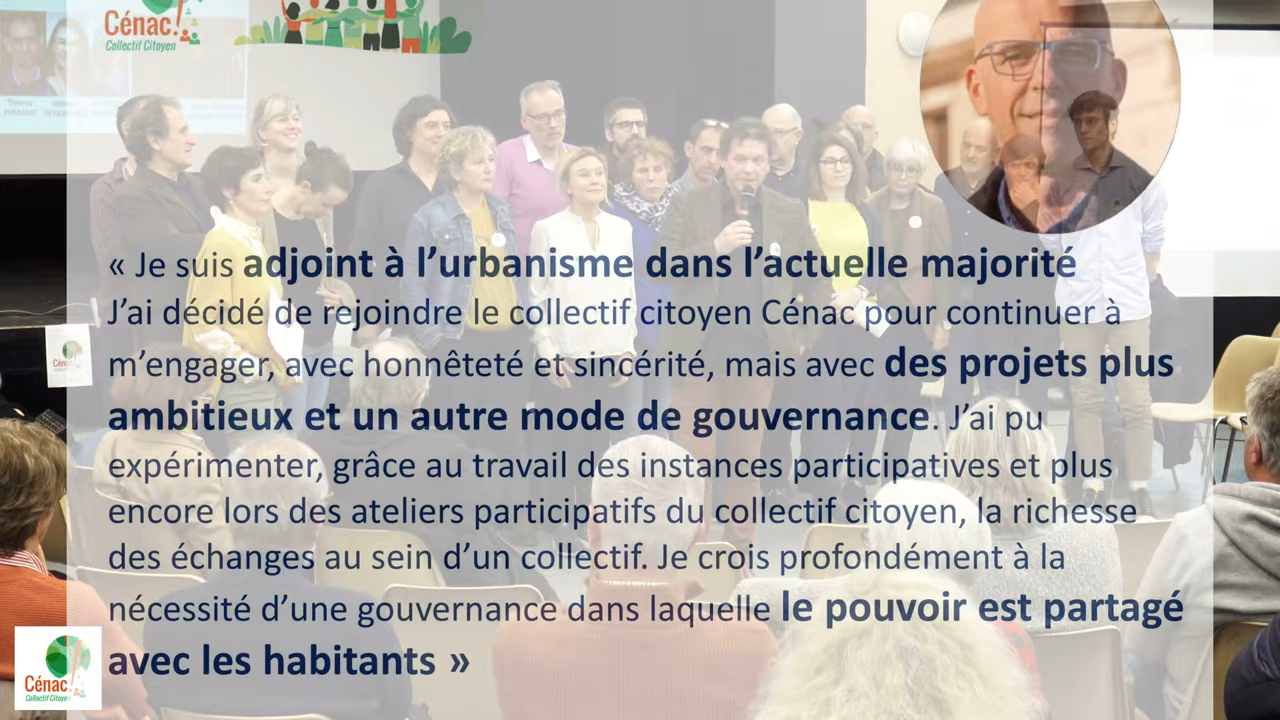 Cénac!
Collectif Citoyen
Thierry
« Je suis adjoint à l’urbanisme dans l’actuelle majorité
J’ai décidé de rejoindre le collectif citoyen Cénac pour continuer à
m’engager, avec honnêteté et sincérité, mais avec des projets plus
ambitieux et un autre mode de gouvernance. J’ai pu
expérimenter, grâce au travail des instances participatives et plus
encore lors des ateliers participatifs du collectif citoyen, la richesse
des échanges au sein d’un collectif. Je crois profondément à la
nécessité d’une gouvernance dans laquelle le pouvoir est partagé
avec les habitants »
Cénac!
Cénac!
Collectif Citoyen